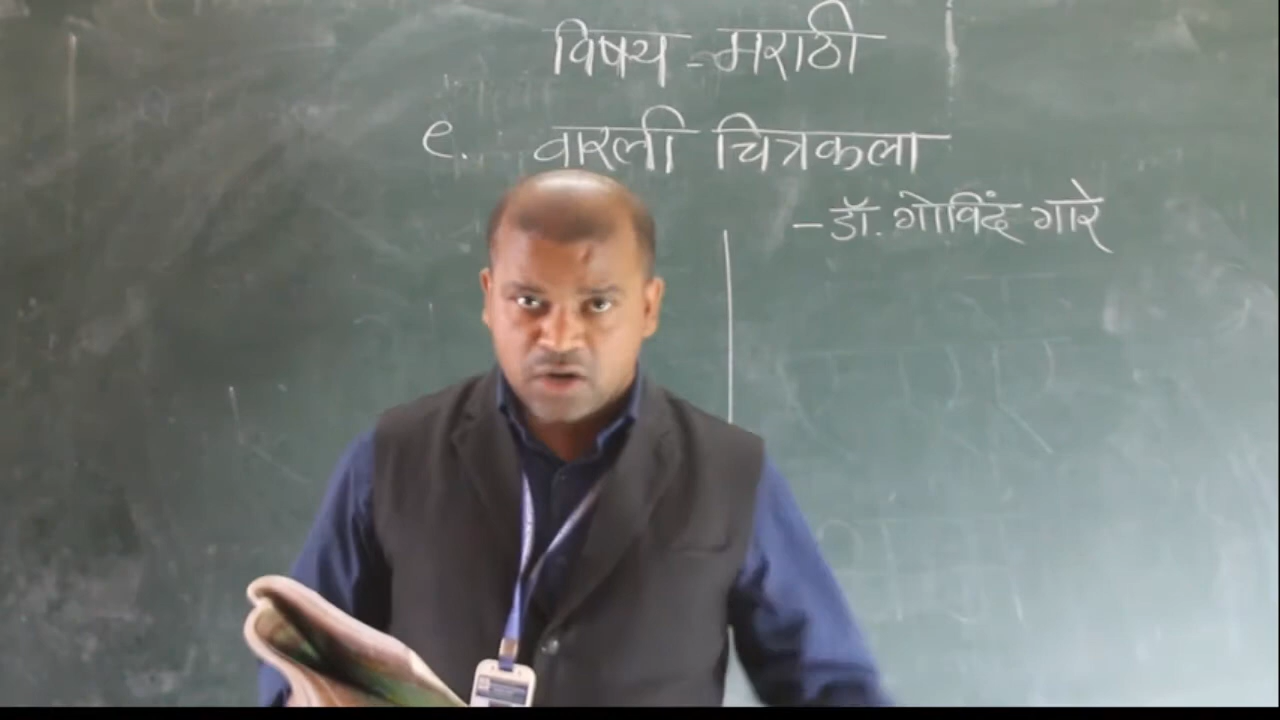 विषय - मराठी
९. वारली चित्रकला
- डॉ. गोविंद गारे